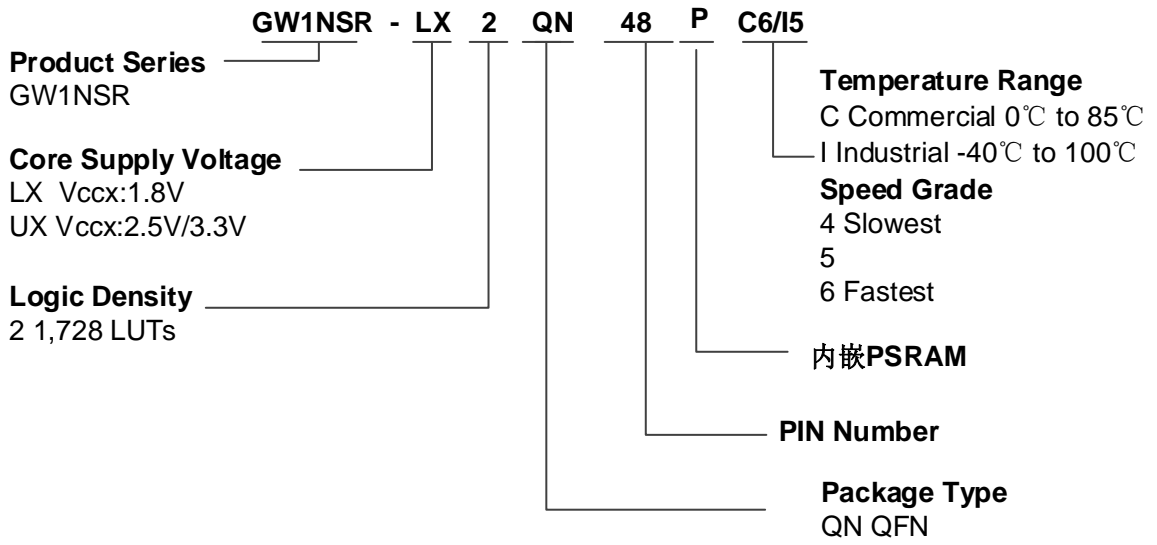 GW1NSR - LX 2 QN 48 P C6/I5
Product Series
GW1NSR
Core Supply Voltage
LX Vccx:1.8V
UX Vccx:2.5V/3.3V
Logic Density
2 1,728 LUTs
Temperature Range
C Commercial 0℃ to 85℃
I Industrial -40℃ to 100℃
Speed Grade
4 Slowest
5
6 Fastest
内嵌PSRAM
PIN Number
Package Type
QN QFN